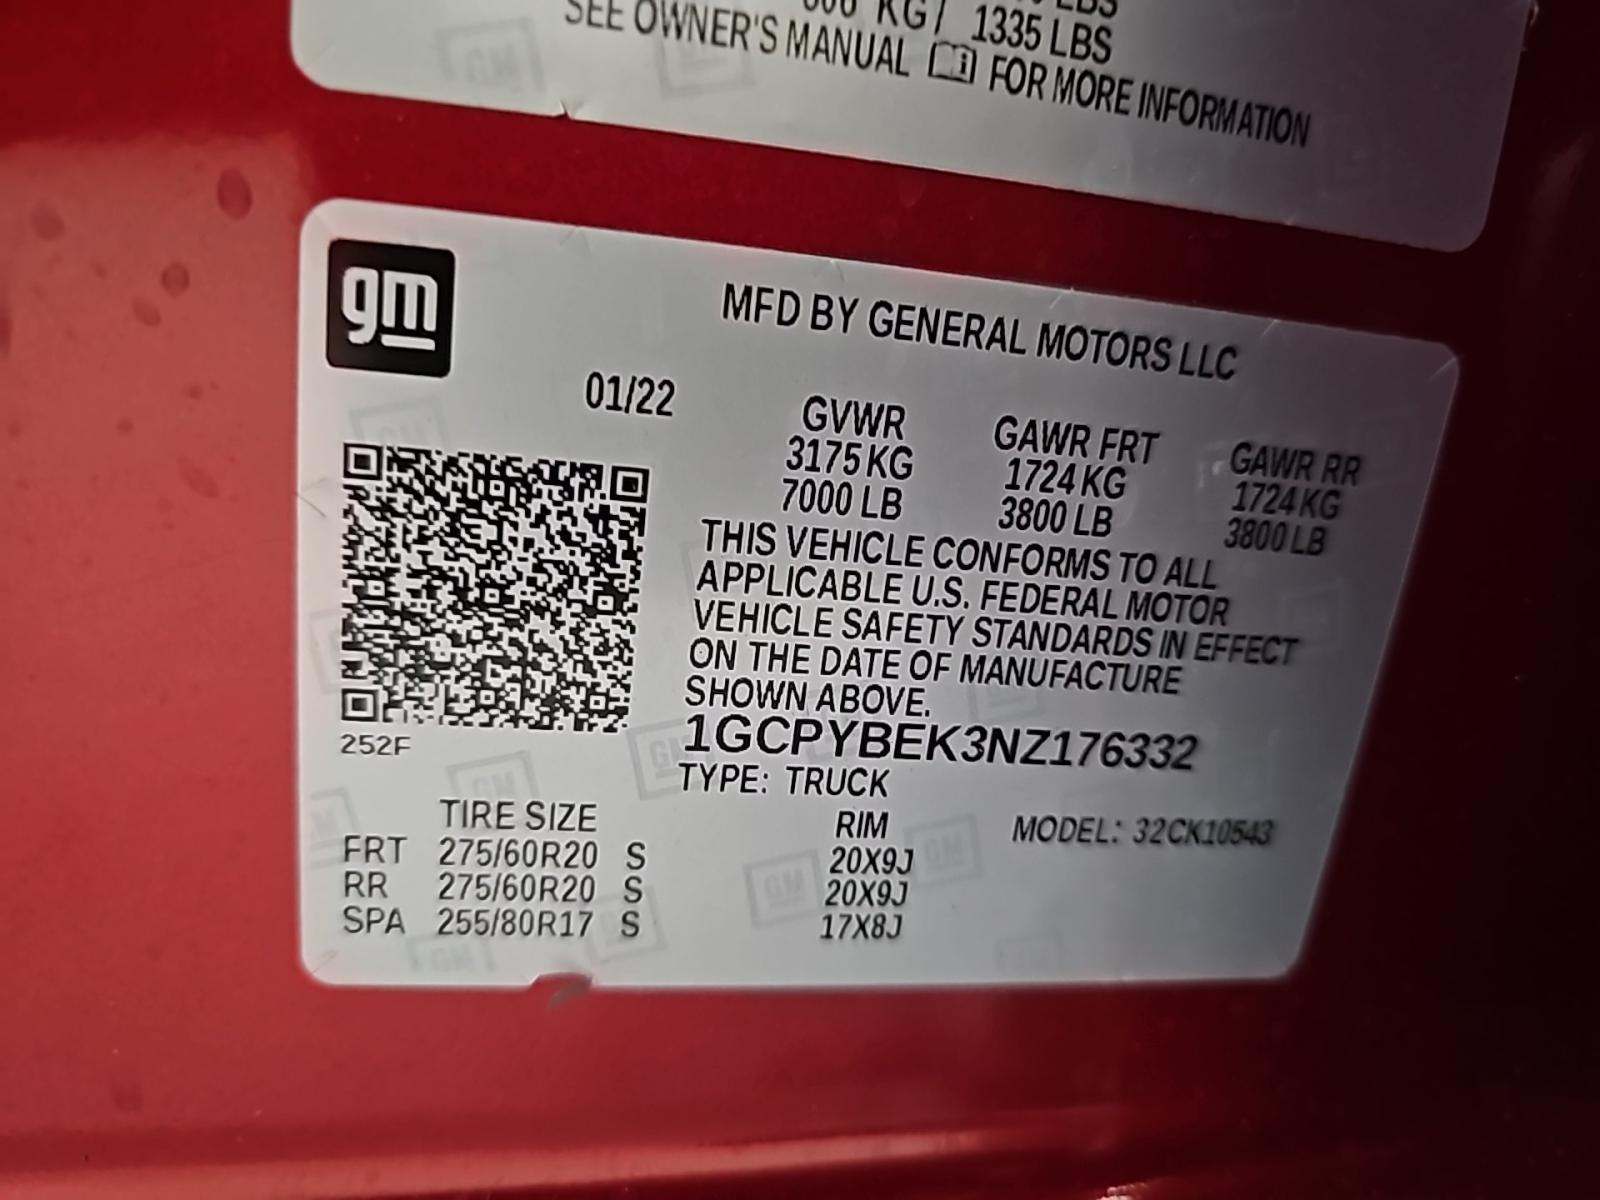 KG / 1335 LBS
SEE OWNER'S MANUAL FOR MORE INFORMATION
gm
MFD BY GENERAL MOTORS LLC
01/22
GVWR GAWR FRT GAWR RR
3175 KG 1724 KG 1724 KG
7000 LB 3800 LB 3800 LB
THIS VEHICLE CONFORMS TO ALL
APPLICABLE U.S. FEDERAL MOTOR
VEHICLE SAFETY STANDARDS IN EFFECT
ON THE DATE OF MANUFACTURE
SHOWN ABOVE.
252F
1GCPYBEK3NZ176332
TYPE: TRUCK
TIRE SIZE RIM MODEL: 32CK10543
FRT 275/60R20 S 20X9J
RR 275/60R20 S 20X9J
SPA 255/80R17 S 17X8J